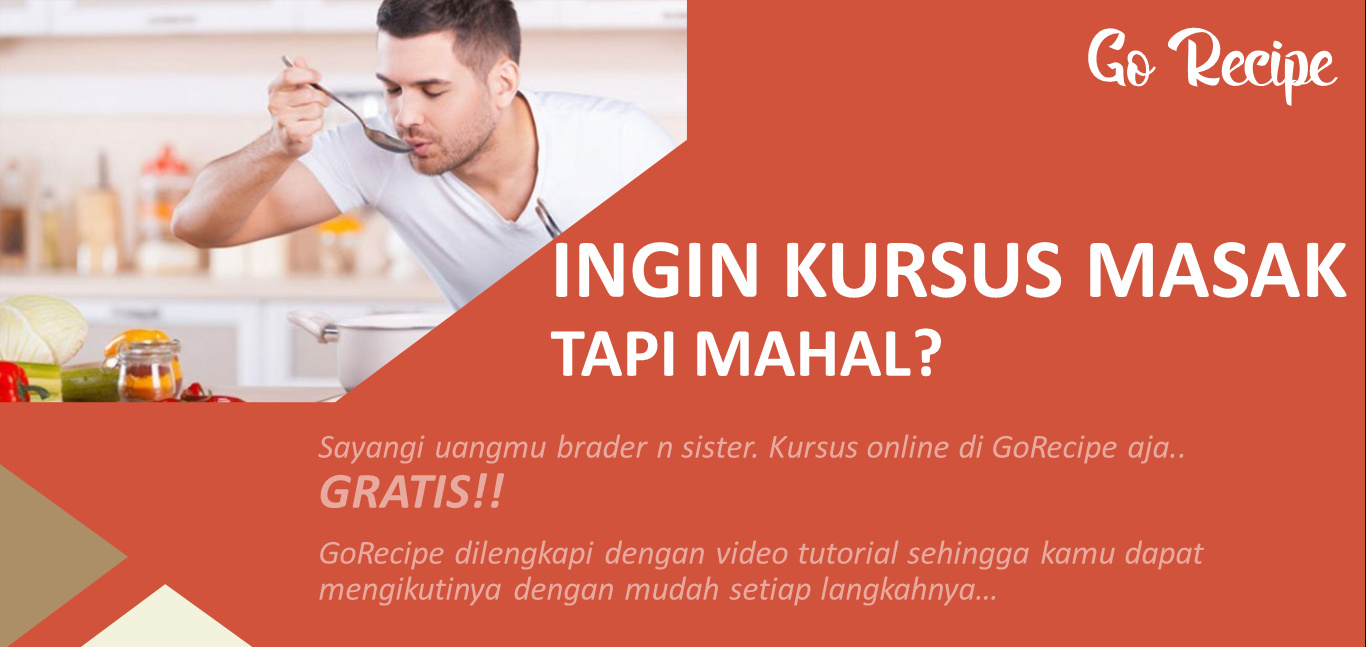 Go Recipe
INGIN KURSUS MASAK
TAPI MAHAL?
Sayangi uangmu brader n sister. Kursus online di GoRecipe aja..
GRATIS!!
GoRecipe dilengkapi dengan video tutorial sehingga kamu dapat
mengikutinya dengan mudah setiap langkahnya...